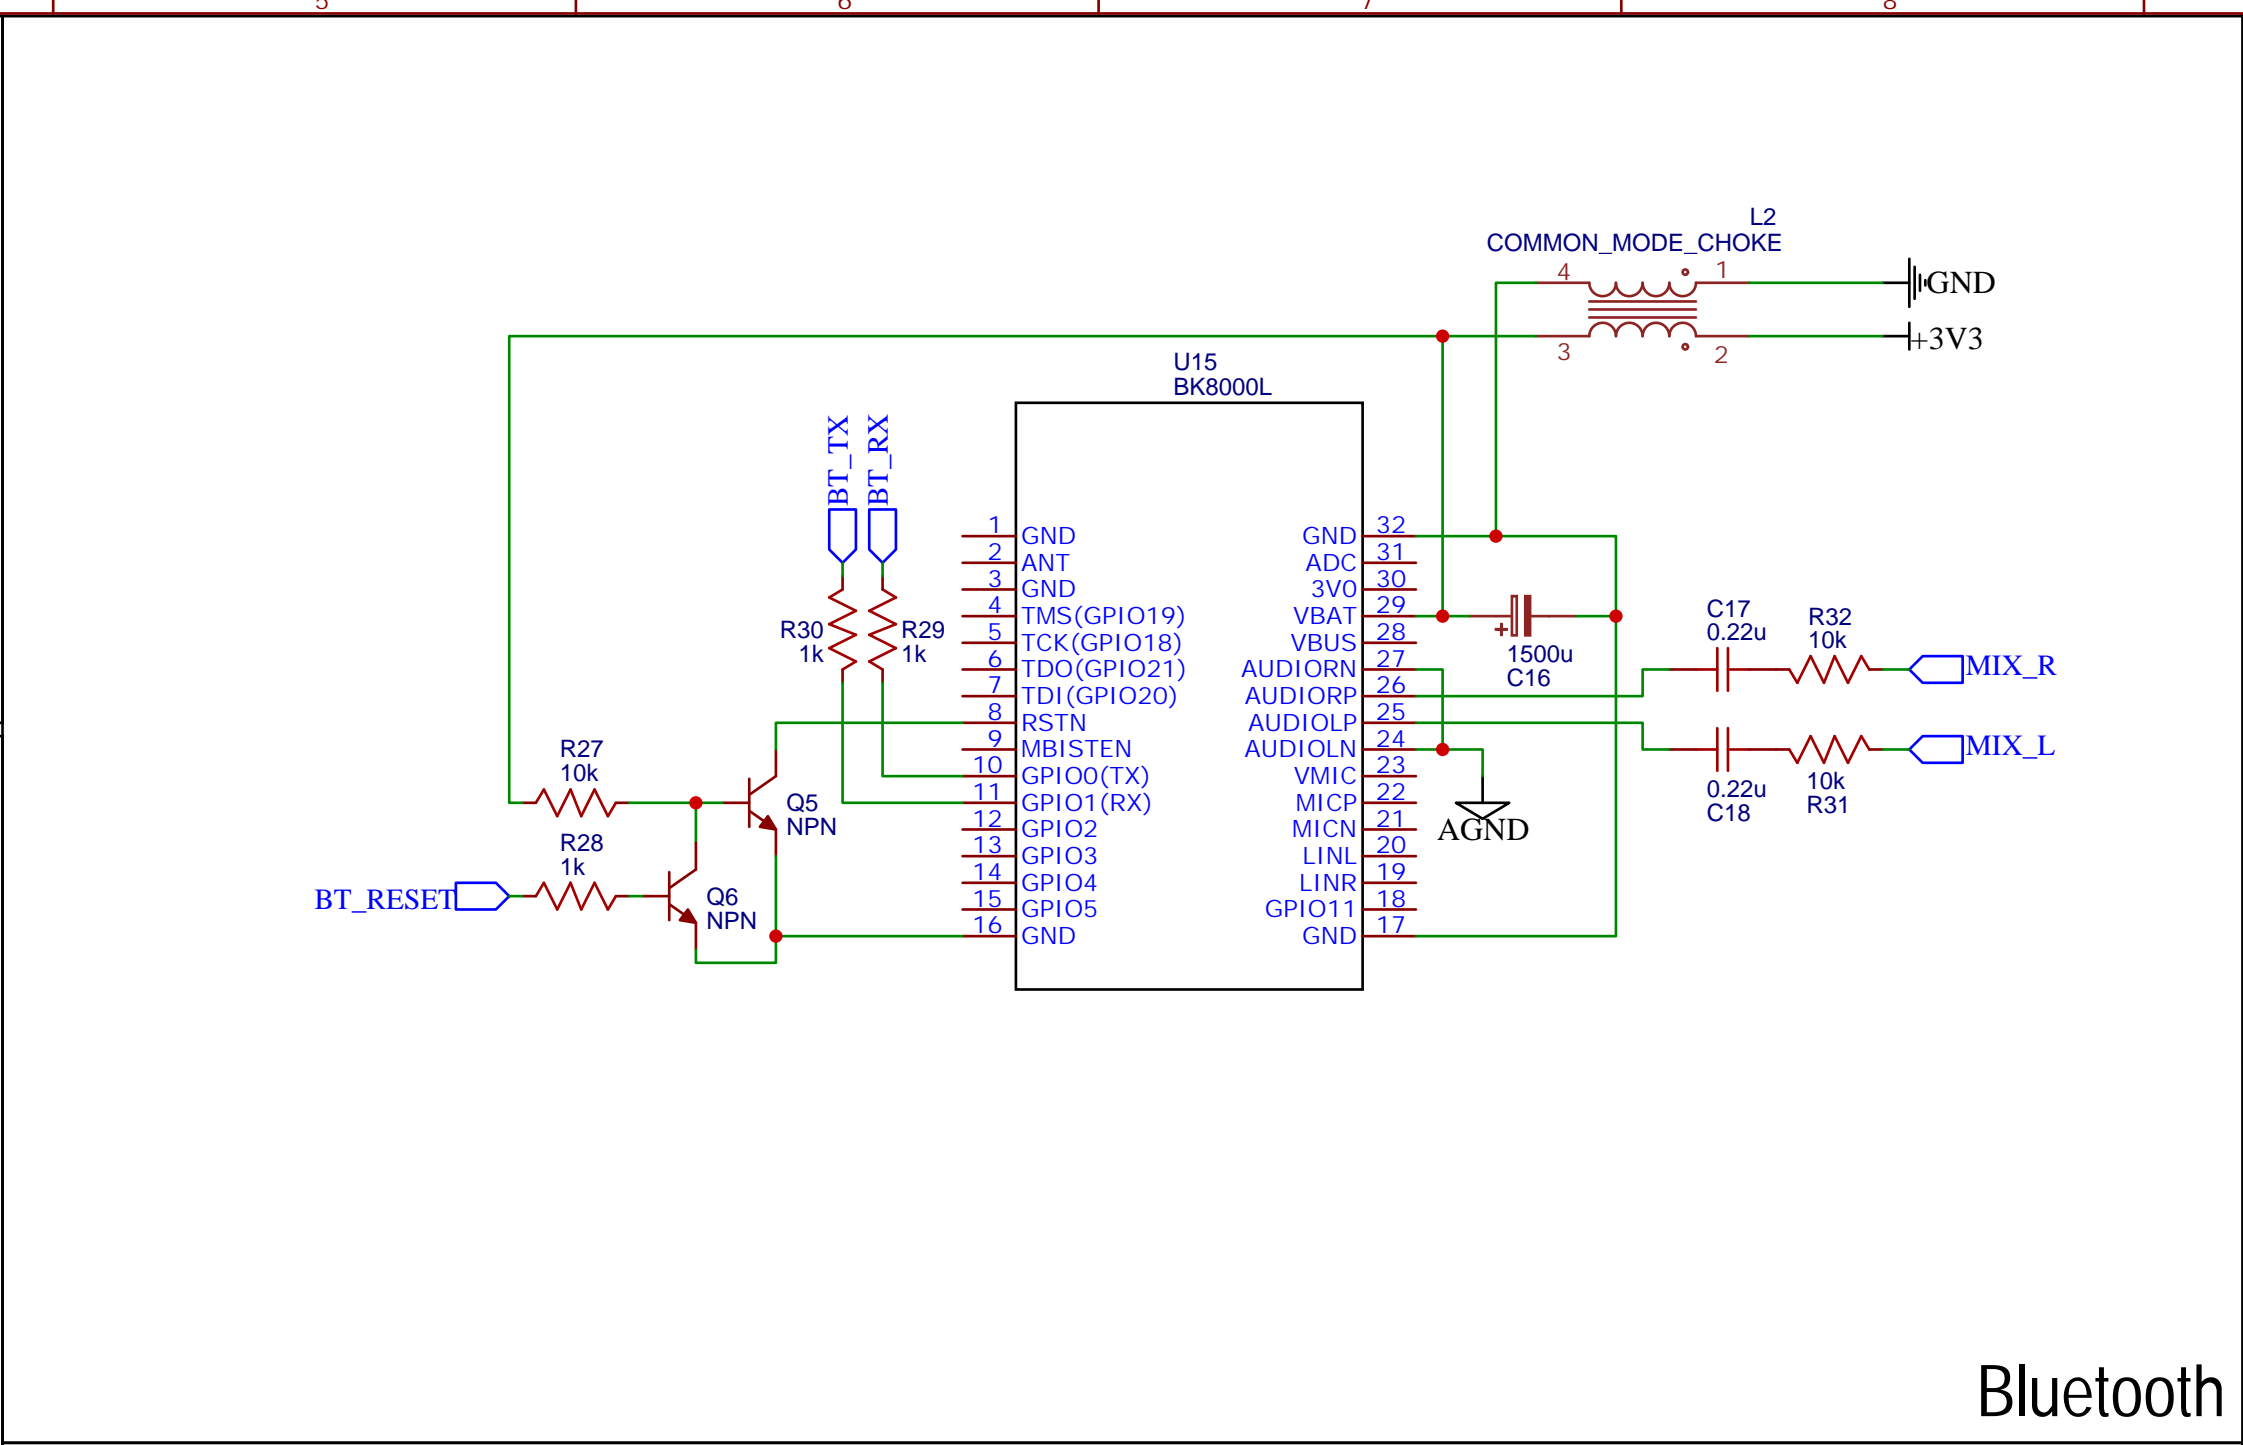 5
6
7
8
L2
COMMON_MODE_CHOKE
4
1
GND
3
2
+3V3
U15
BK8000L
BT_TX
BT_RX
R30
1k
R29
1k
1 GND
2 ANT
3 GND
4 TMS(GPIO19)
5 TCK(GPIO18)
6 TDO(GPIO21)
7 TDI(GPIO20)
8 RSTN
9 MBISTEN
10 GPIO0(TX)
11 GPIO1(RX)
12 GPIO2
13 GPIO3
14 GPIO4
15 GPIO5
16 GND
GND 32
ADC 31
3V0 30
VBAT 29
VBUS 28
AUDIORN 27
AUDIORP 26
AUDIOLP 25
AUDIOLN 24
VMIC 23
MICP 22
MICN 21
LINL 20
LINR 19
GPIO11 18
GND 17
+
1500u
C16
C17
0.22u
R32
10k
MIX_R
0.22u
C18
10k
R31
MIX_L
AGND
R27
10k
Q5
NPN
R28
1k
BT_RESET
Q6
NPN
Bluetooth